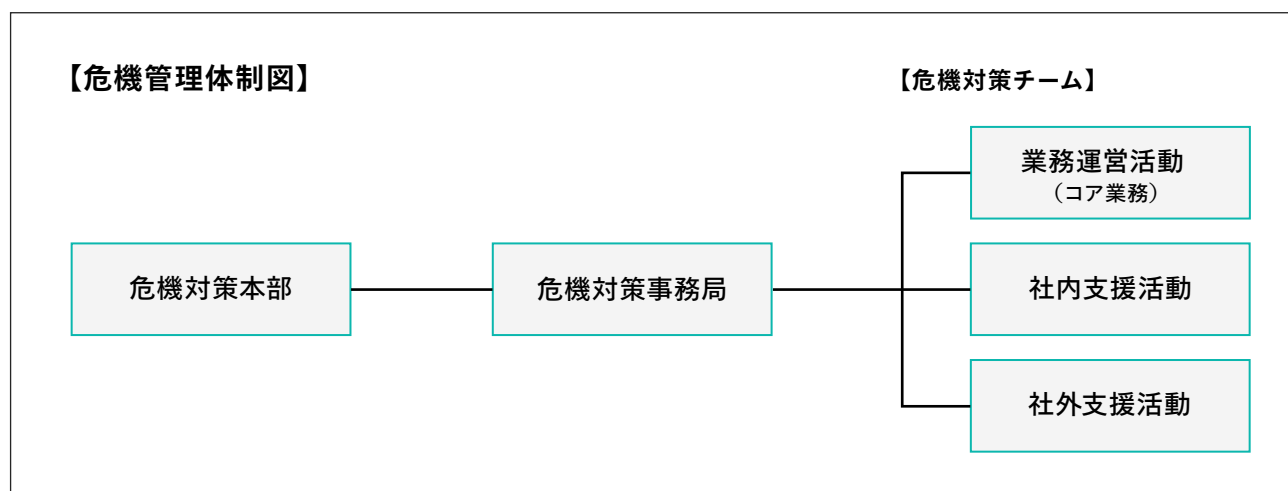 【危機管理体制図】
【危機対策チーム】
業務運営活動
（コア業務）
危機対策本部
危機対策事務局
社内支援活動
社外支援活動